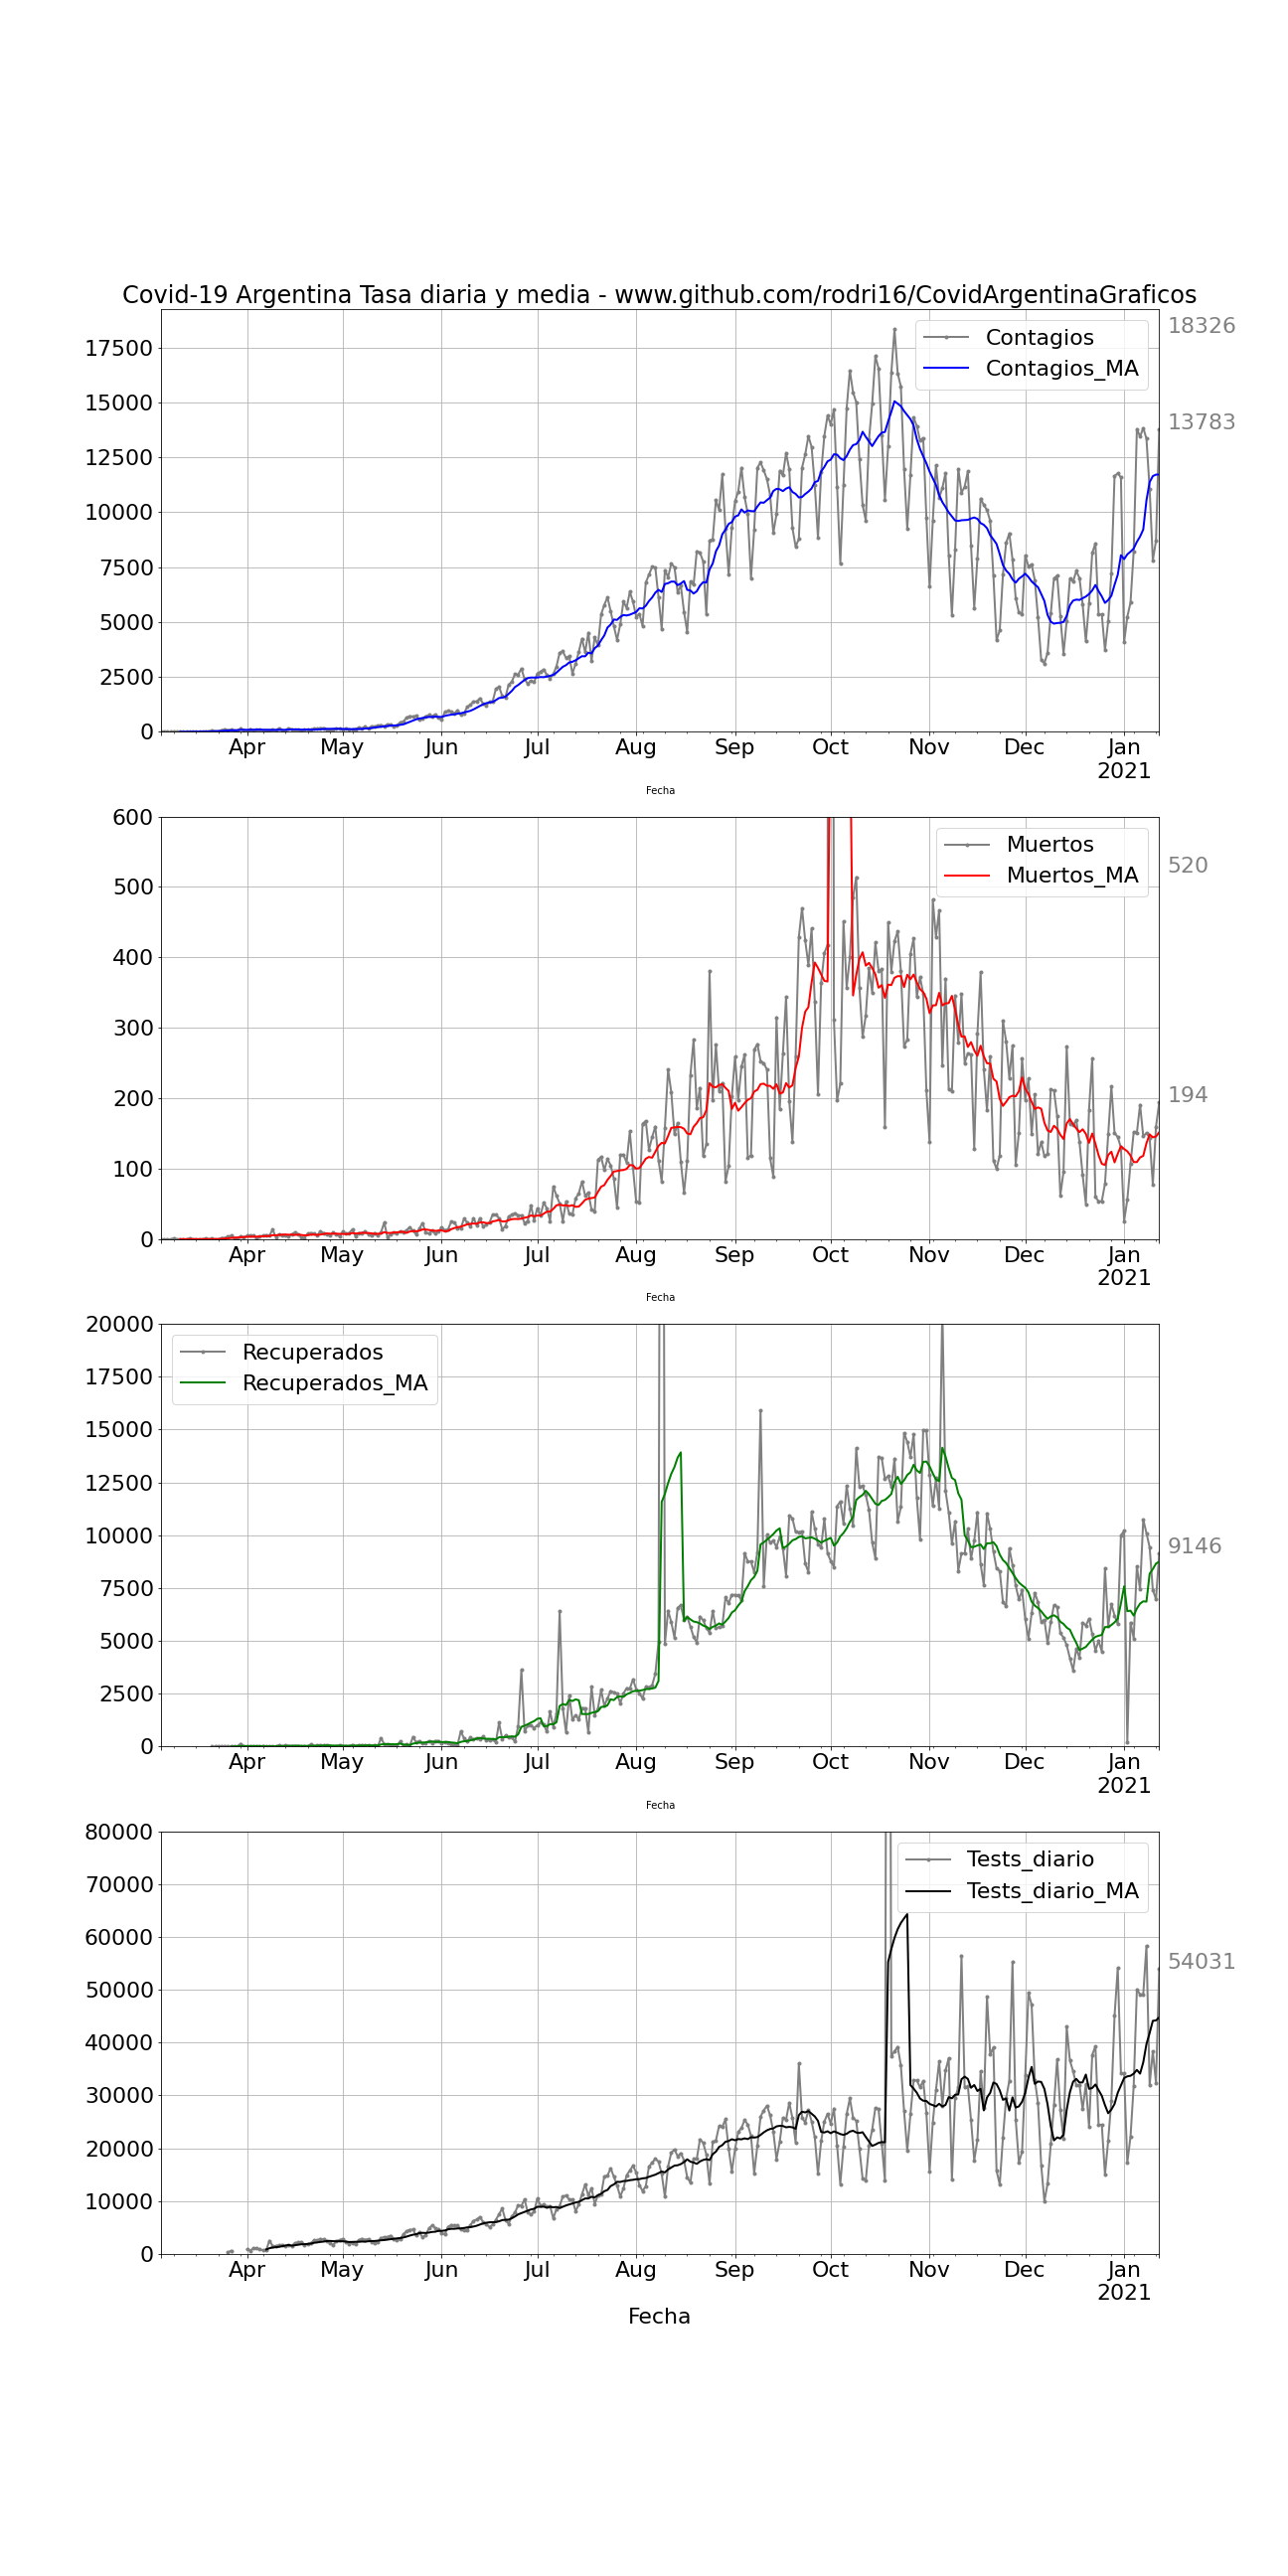 Covid-19 Argentina Tasa diaria y media - www.github.com/rodri16/CovidArgentinaGraficos
18326
Contagios
Contagios_MA
17500
15000
13783
12500
10000
7500
5000
2500
0
Apr May Jun Jul Aug Sep Oct Nov Dec Jan
2021
Fecha
600
Muertos
520
Muertos_MA
500
400
300
200
194
100
0
Apr May Jun Jul Aug Sep Oct Nov Dec Jan
2021
Fecha
20000
Recuperados
Recuperados_MA
17500
15000
12500
10000
9146
7500
5000
2500
0
Apr May Jun Jul Aug Sep Oct Nov Dec Jan
2021
Fecha
80000
Tests_diario
Tests_diario_MA
70000
60000
54031
50000
40000
30000
20000
10000
0
Apr May Jun Jul Aug Sep Oct Nov Dec Jan
2021
Fecha